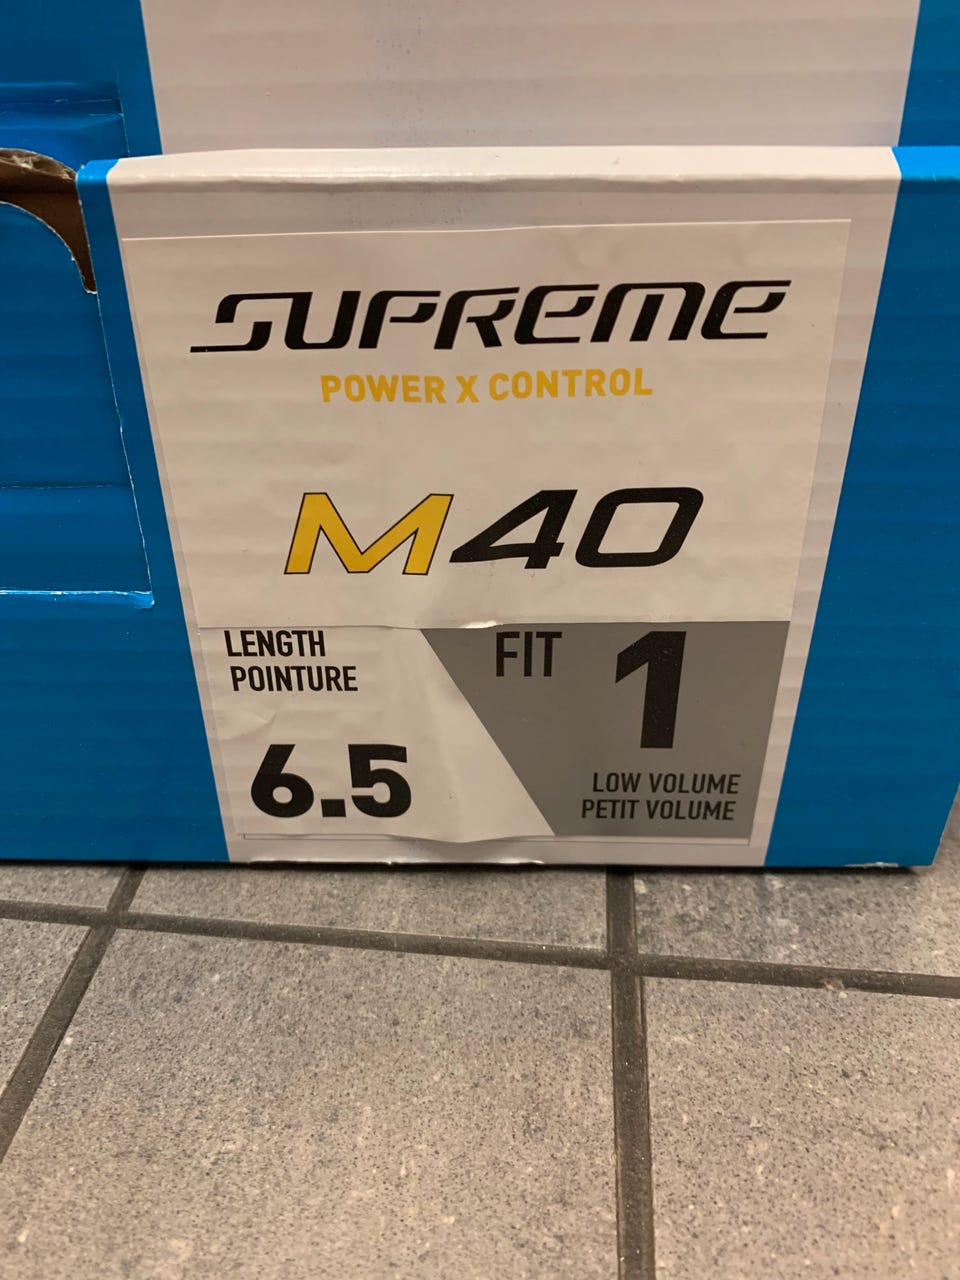 SUPREME
POWER X CONTROL
M40
LENGTH
POINTURE
6.5
FIT 1
LOW VOLUME
PETIT VOLUME